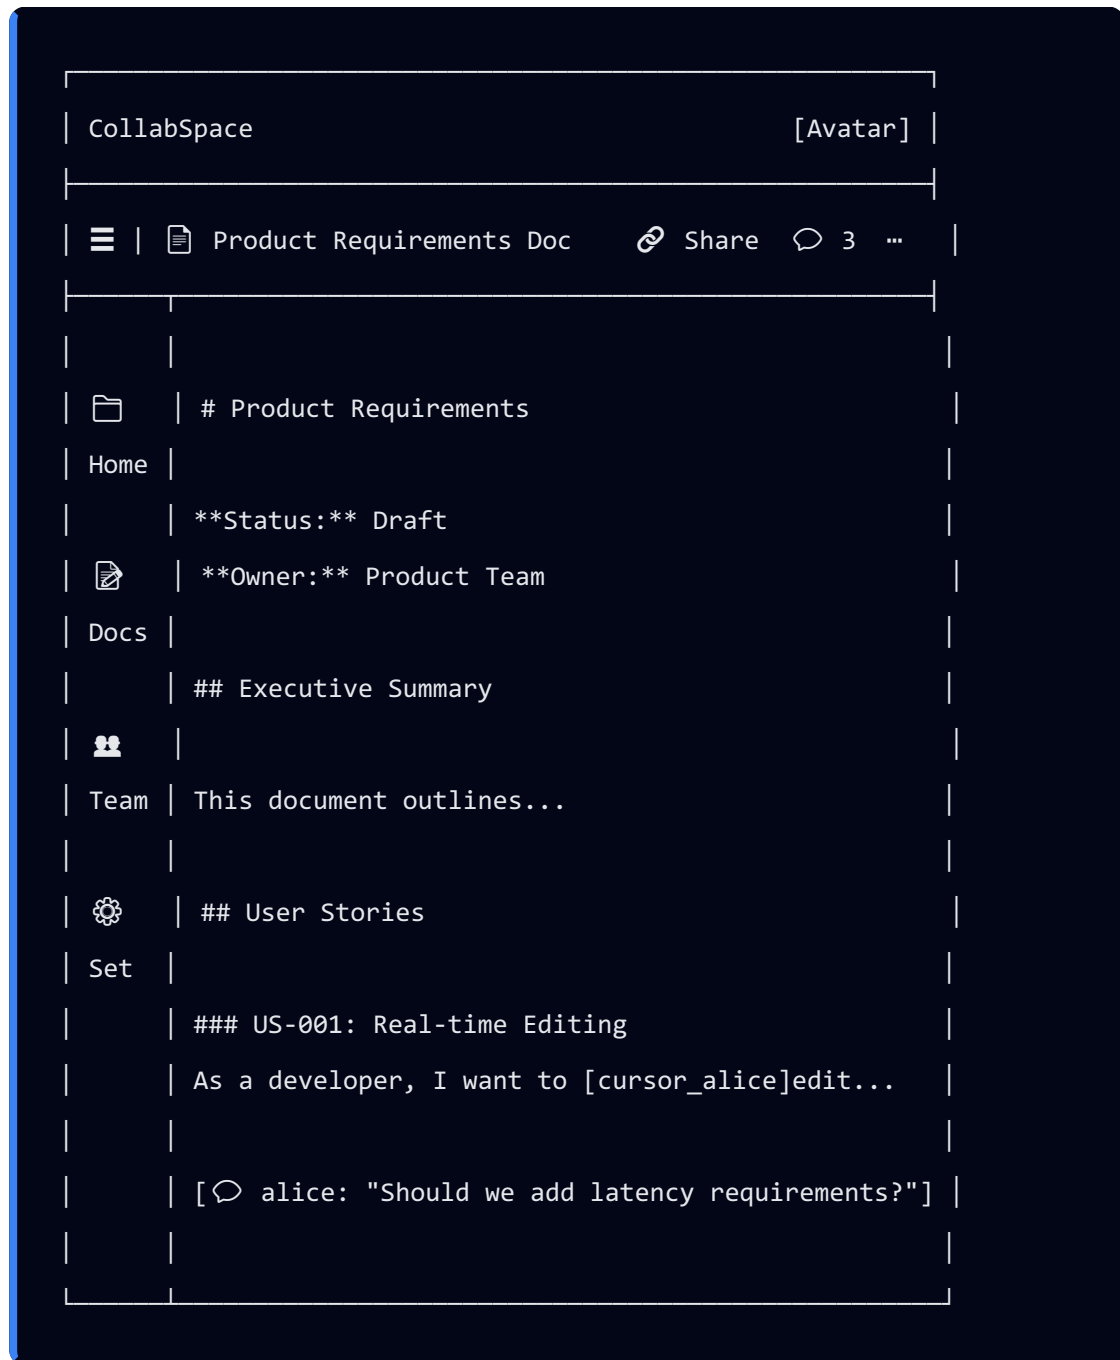 CollabSpace [Avatar]
☰ | 📄 Product Requirements Doc 🔗 Share 💬 3 ⋯
📁 # Product Requirements
Home
**Status:** Draft
📝 **Owner:** Product Team
Docs
## Executive Summary
👥
Team This document outlines...
⚙ ## User Stories
Set
### US-001: Real-time Editing
As a developer, I want to [cursor_alice]edit...
[💬 alice: "Should we add latency requirements?"]